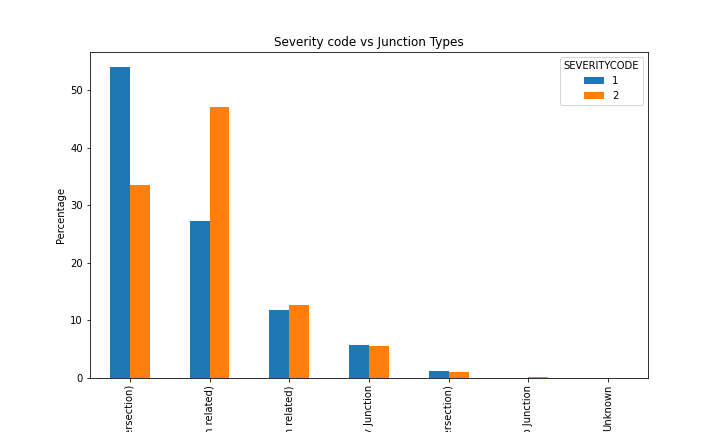 Severity code vs Junction Types
SEVERITYCODE
1
2
Percentage
50
40
30
20
10
0
ersection)
n related)
n related)
y Junction
ersection)
o Junction
Unknown